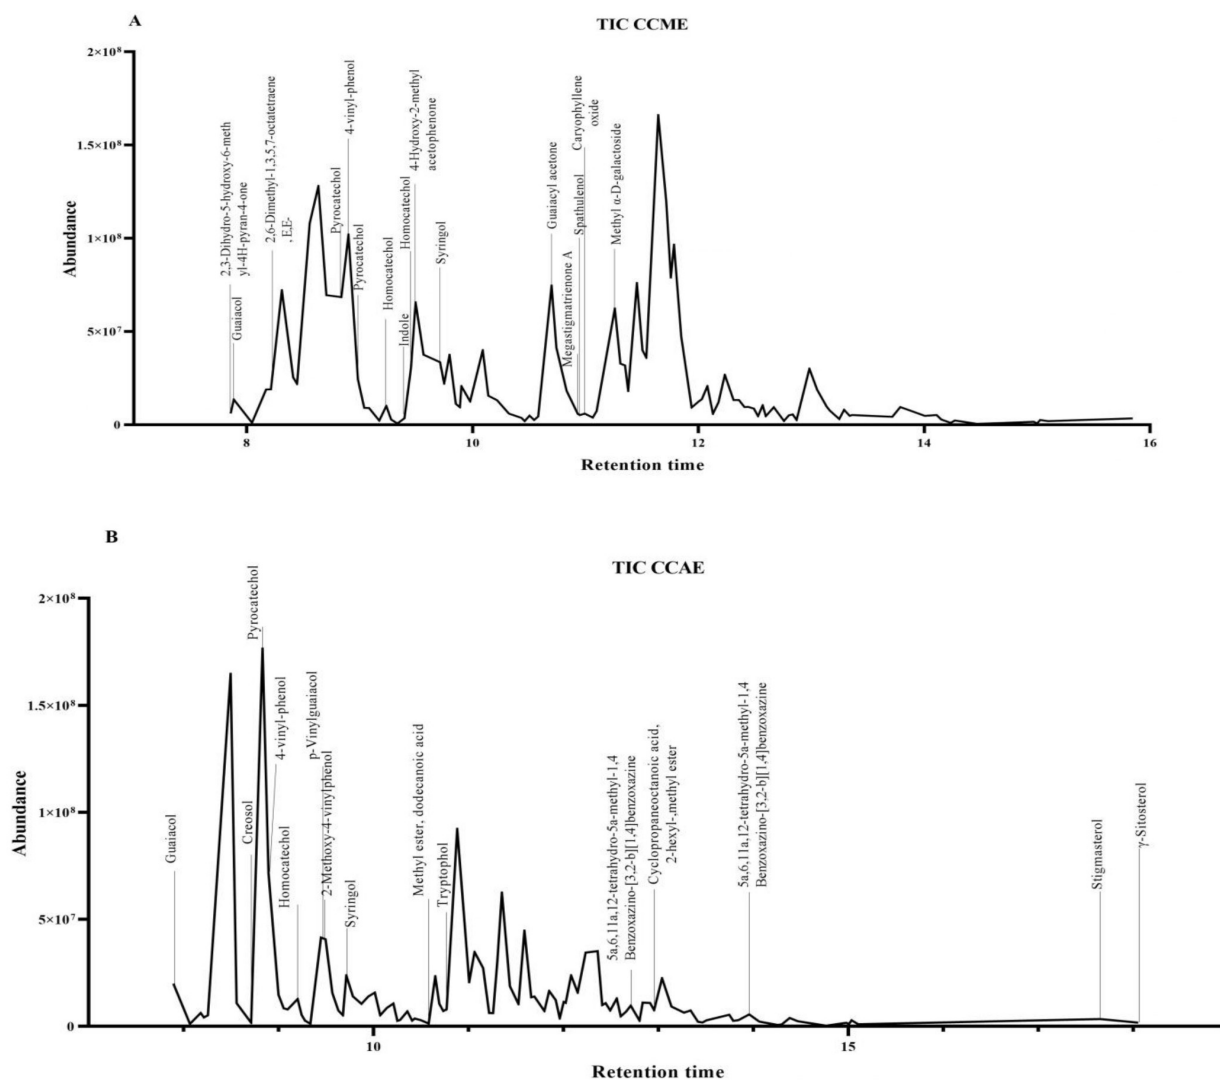 A
TIC CCME
2×10⁸
1.5×10⁸
1×10⁸
5×10⁷
0
Abundance
2,3-Dihydro-5-hydroxy-6-meth
yl-4H-pyran-4-one
Guaiacol
2,6-Dimethyl-1,3,5,7-octatetraene
, E,E-
Pyrocatechol
4-vinyl-phenol
Pyrocatechol
Homocatechol
Indole
Homocatechol
4-Hydroxy-2-methyl
acetophenone
Syringol
Guaiacyl acetone
Megastigmatrienone A
Spathulenol
Caryophyllene
oxide
Methyl α-D-galactoside
8
10
12
14
16
Retention time
B
TIC CCAE
2×10⁸
1.5×10⁸
1×10⁸
5×10⁷
0
Abundance
Guaiacol
Creosol
Pyrocatechol
4-vinyl-phenol
Homocatechol
p-Vinylguaiacol
2-Methoxy-4-vinylphenol
Syringol
Methyl ester, dodecanoic acid
Tryptophol
5a,6,11a,12-tetrahydro-5a-methyl-1,4
Benzoxazino-[3,2-b][1,4]benzoxazine
Cyclopropaneoctanoic acid,
2-hexyl-,methyl ester
5a,6,11a,12-tetrahydro-5a-methyl-1,4
Benzoxazino-[3,2-b][1,4]benzoxazine
Stigmasterol
γ-Sitosterol
10
15
Retention time